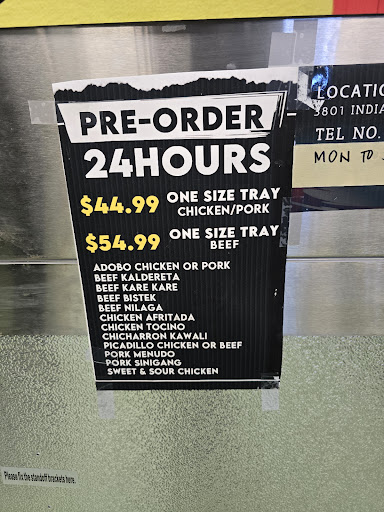 PRE-ORDER
24HOURS
$44.99 ONE SIZE TRAY
CHICKEN/PORK
$54.99 ONE SIZE TRAY
BEEF
ADOBO CHICKEN OR PORK
BEEF KALDERETA
BEEF KARE KARE
BEEF BISTEK
BEEF NILAGA
CHICKEN AFRITADA
CHICKEN TOCINO
CHICHARRON KAWALI
PICADILLO CHICKEN OR BEEF
PORK MENUDO
PORK SINIGANG
SWEET & SOUR CHICKEN
LOCATIO
3801 INDIA
TEL NO.
MON TO
Please fix the standoff brackets here.